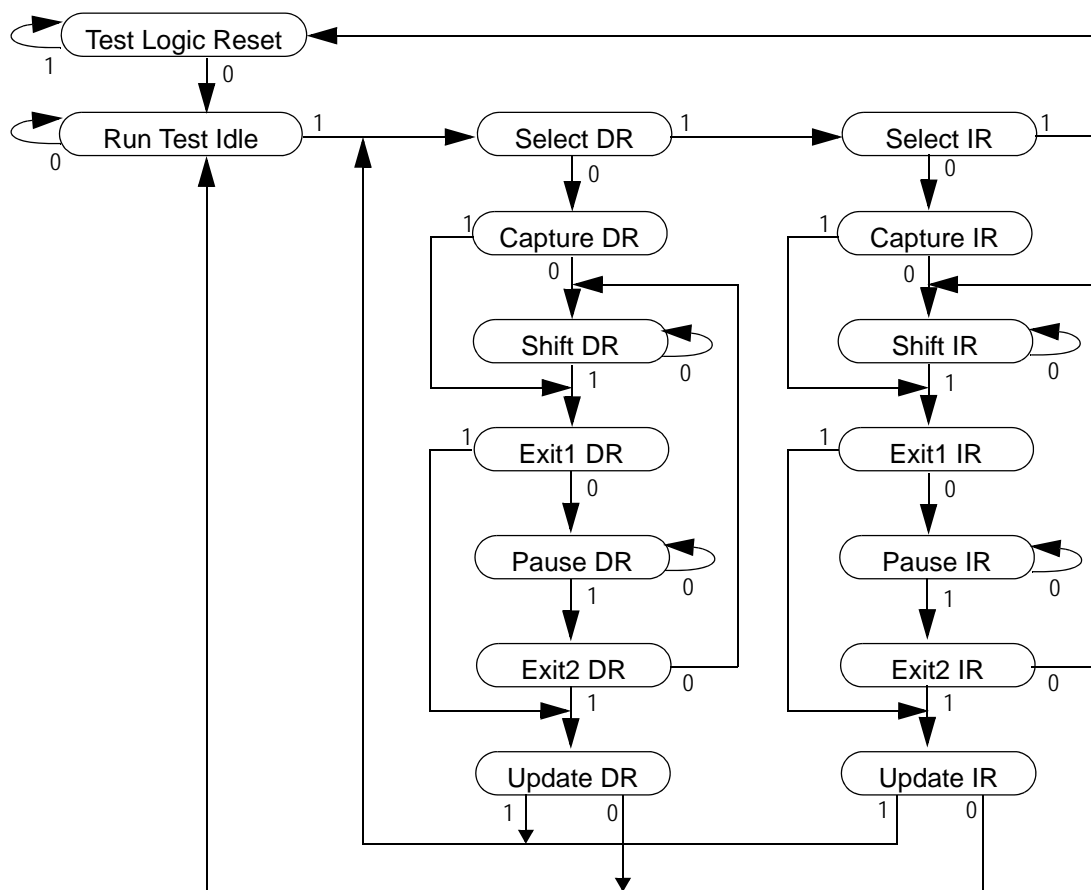 Test Logic Reset
1
0
Run Test Idle
1
0
Select DR
1
0
Select IR
1
0
1
Capture DR
0
1
Capture IR
0
Shift DR
0
1
Shift IR
0
1
1
Exit1 DR
0
1
Exit1 IR
0
Pause DR
0
1
Pause IR
0
1
Exit2 DR
0
1
Exit2 IR
0
1
Update DR
1
0
Update IR
1
0